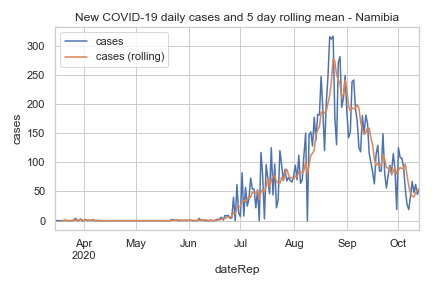 New COVID-19 daily cases and 5 day rolling mean - Namibia
cases
cases (rolling)
300
250
200
150
100
50
0
cases
Apr
2020
May
Jun
Jul
Aug
Sep
Oct
dateRep